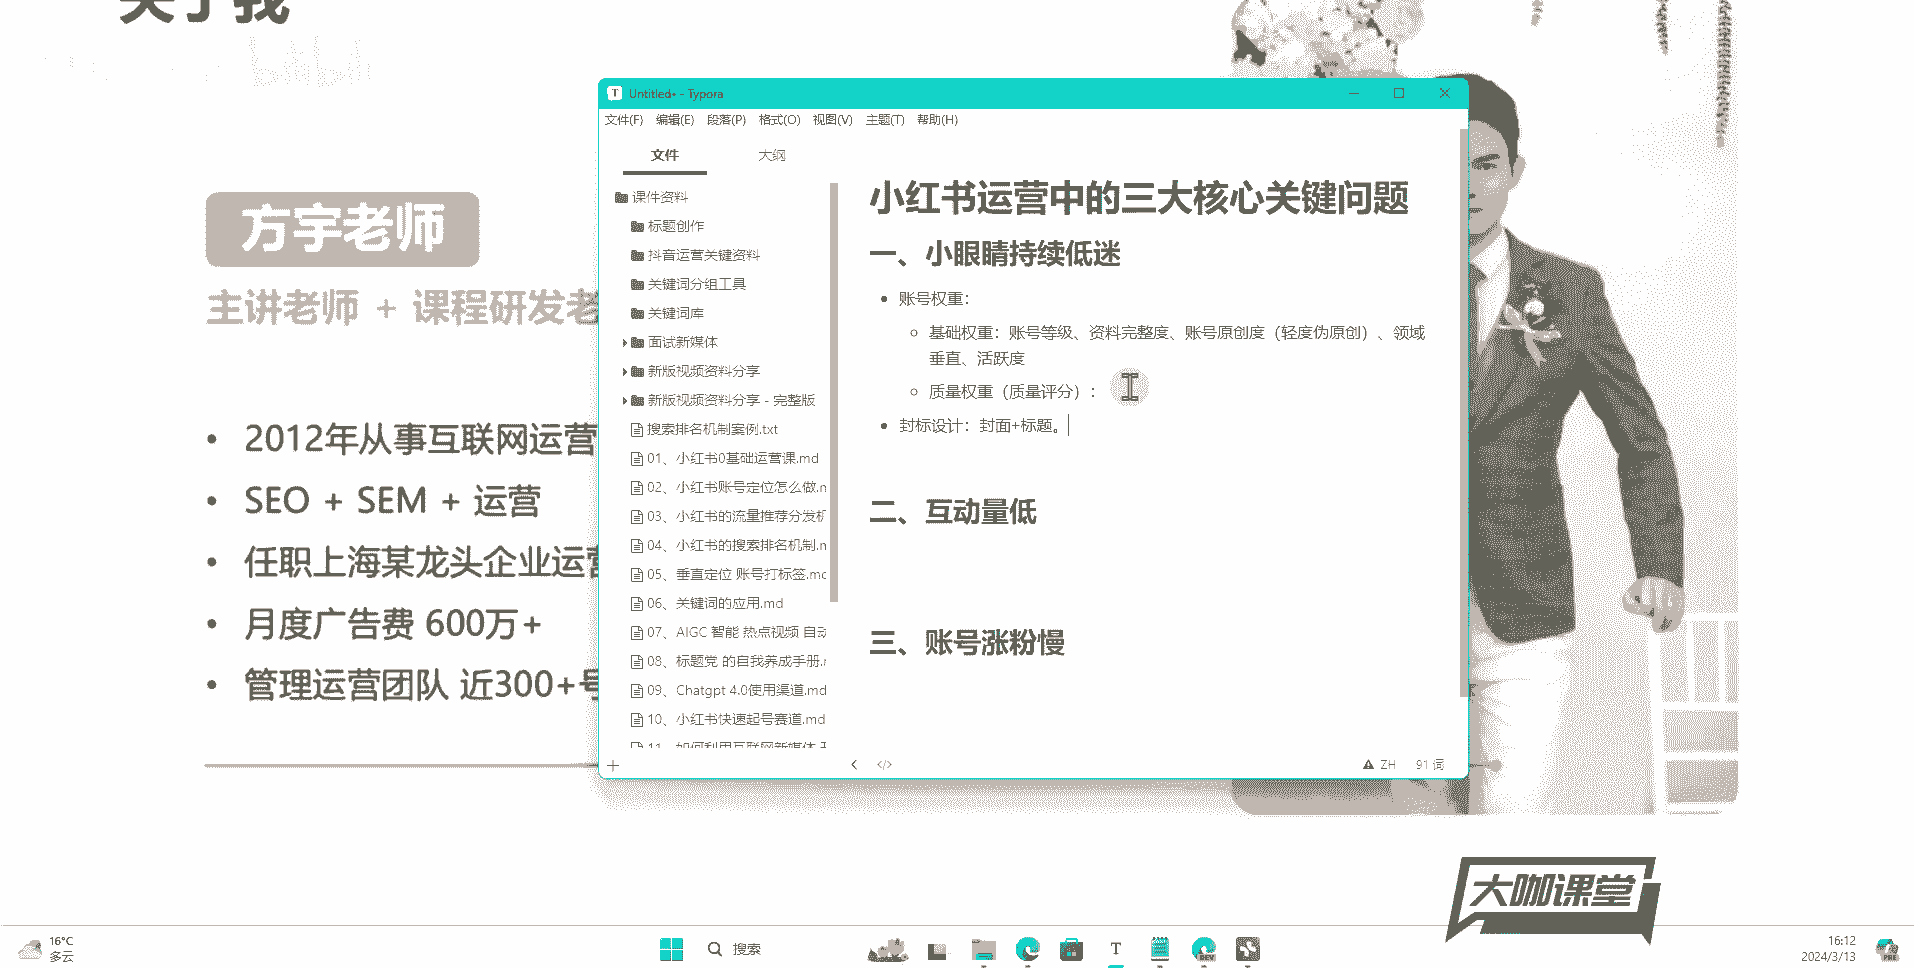 关于我
bilibili
方宇老师
主讲老师 + 课程研发老
2012年从事互联网运营
SEO + SEM + 运营
任职上海某龙头企业运营
月度广告费 600万+
管理运营团队 近300+号
Untitled• - Typora
文件(F) 编辑(E) 段落(P) 格式(O) 视图(V) 主题(T) 帮助(H)
文件 大纲
课件资料
标题创作
抖音运营关键资料
关键词分组工具
关键词库
面试新媒体
新版视频资料分享
新版视频资料分享 - 完整版
搜索排名机制案例.txt
01、小红书0基础运营课.md
02、小红书账号定位怎么做.m
03、小红书的流量推荐分发机
04、小红书的搜索排名机制.m
05、垂直定位 账号打标签.md
06、关键词的应用.md
07、AIGC 智能 热点视频 自动
08、标题党 的自我养成手册.m
09、Chatgpt 4.0使用渠道.md
10、小红书快速起号赛道.md
11、如何利用互联网新媒体
小红书运营中的三大核心关键问题
一、小眼睛持续低迷
账号权重：
基础权重：账号等级、资料完整度、账号原创度（轻度伪原创）、领域
垂直、活跃度
质量权重（质量评分）：
封标设计：封面+标题。
二、互动量低
三、账号涨粉慢
ZH 91 词
大咖课堂
16°C
多云
搜索
T
DEV
16:12
2024/3/13
PRE